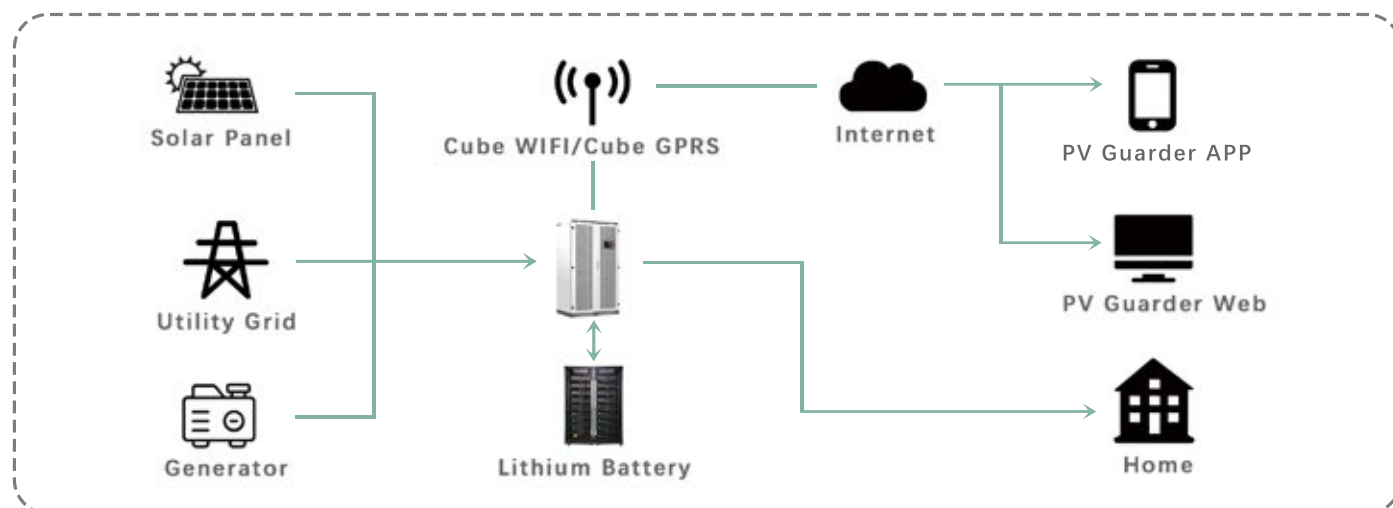 Solar Panel
Cube WIFI/Cube GPRS
Internet
PV Guarder APP
Utility Grid
PV Guarder Web
Generator
Lithium Battery
Home